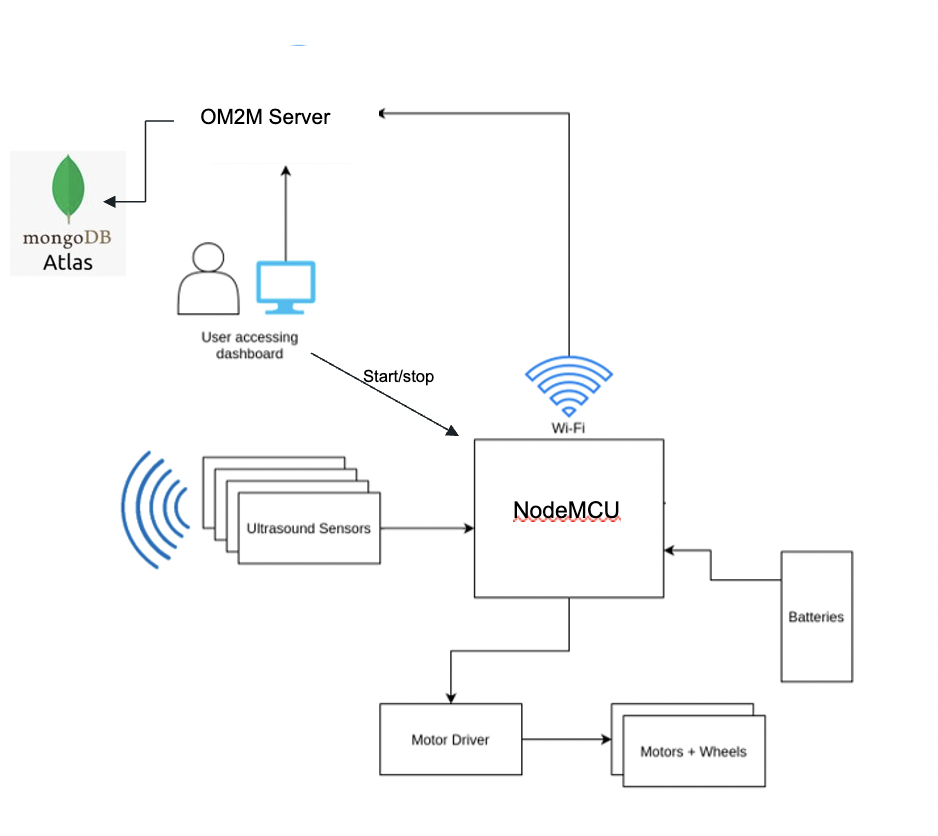 OM2M Server
mongoDB
Atlas
User accessing
dashboard
Start/stop
Wi-Fi
Ultrasound Sensors
NodeMCU
Batteries
Motor Driver
Motors + Wheels